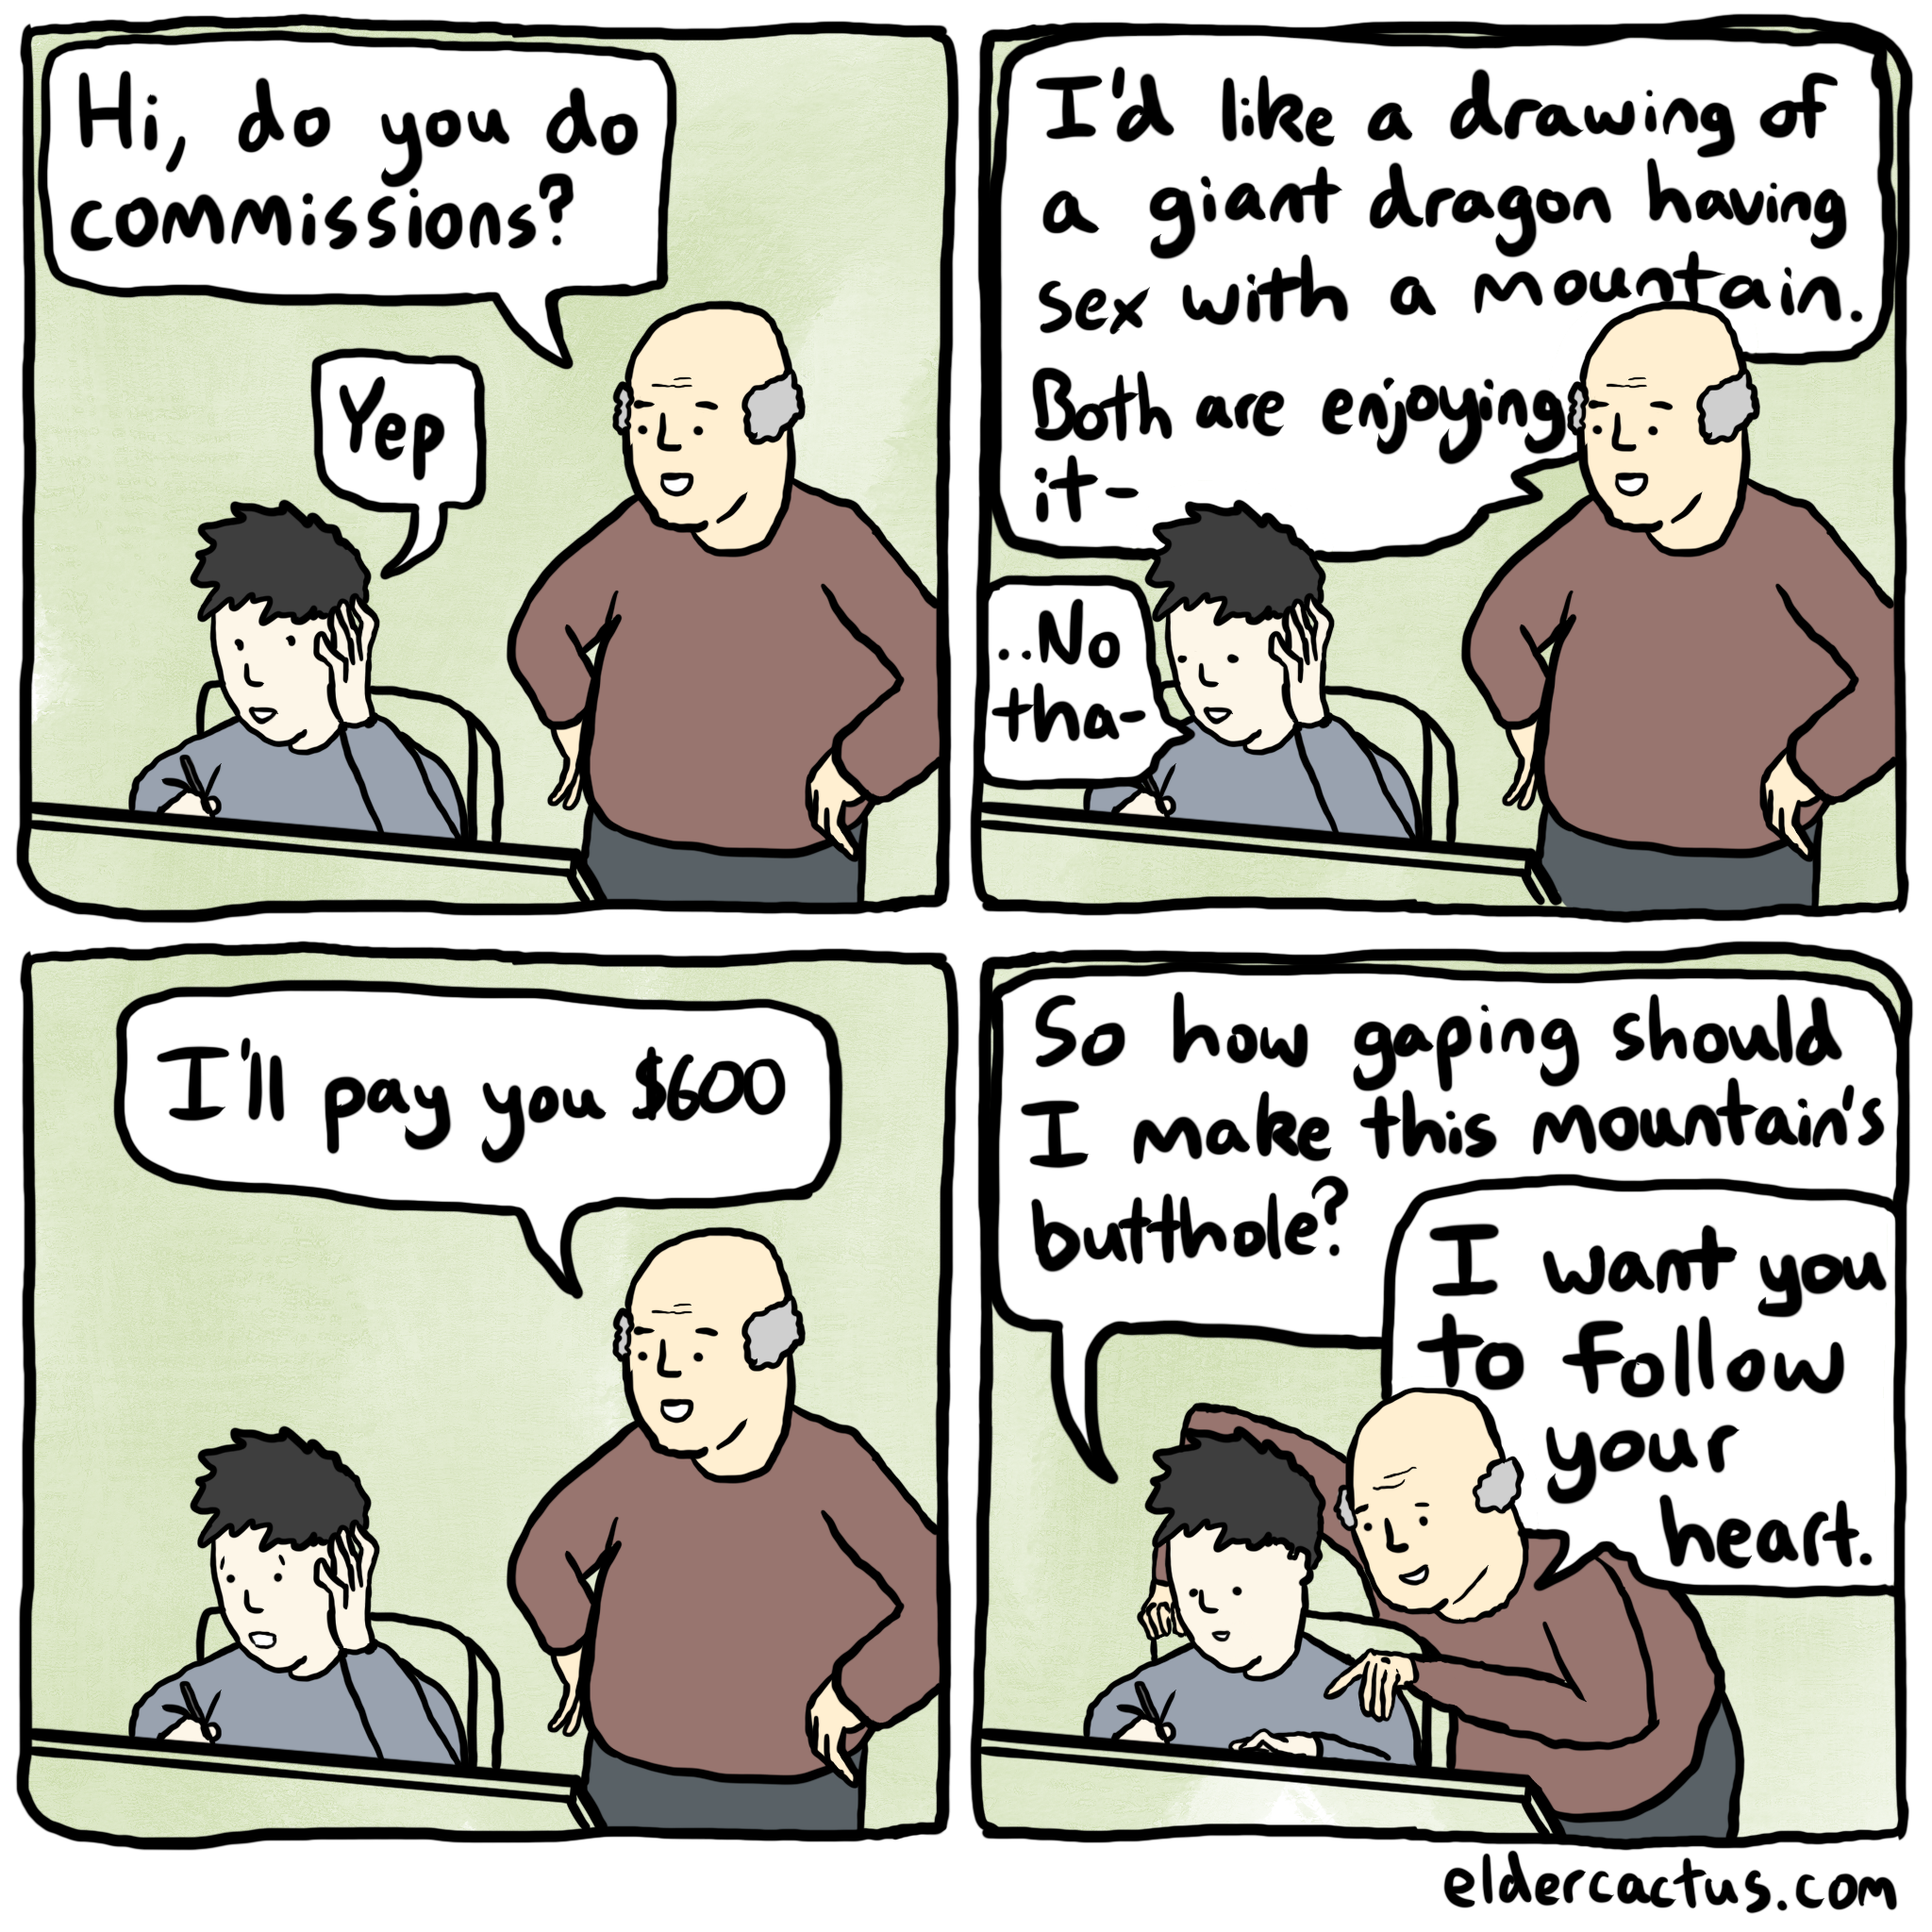 Hi, do you do
commissions?
Yep
I'd like a drawing of
a giant dragon having
sex with a mountain.
Both are enjoying
it-
..No
tha-
I'll pay you $600
So how gaping should
I make this mountain's
butthole?
I want you
to follow
your
heart.
eldercactus.com